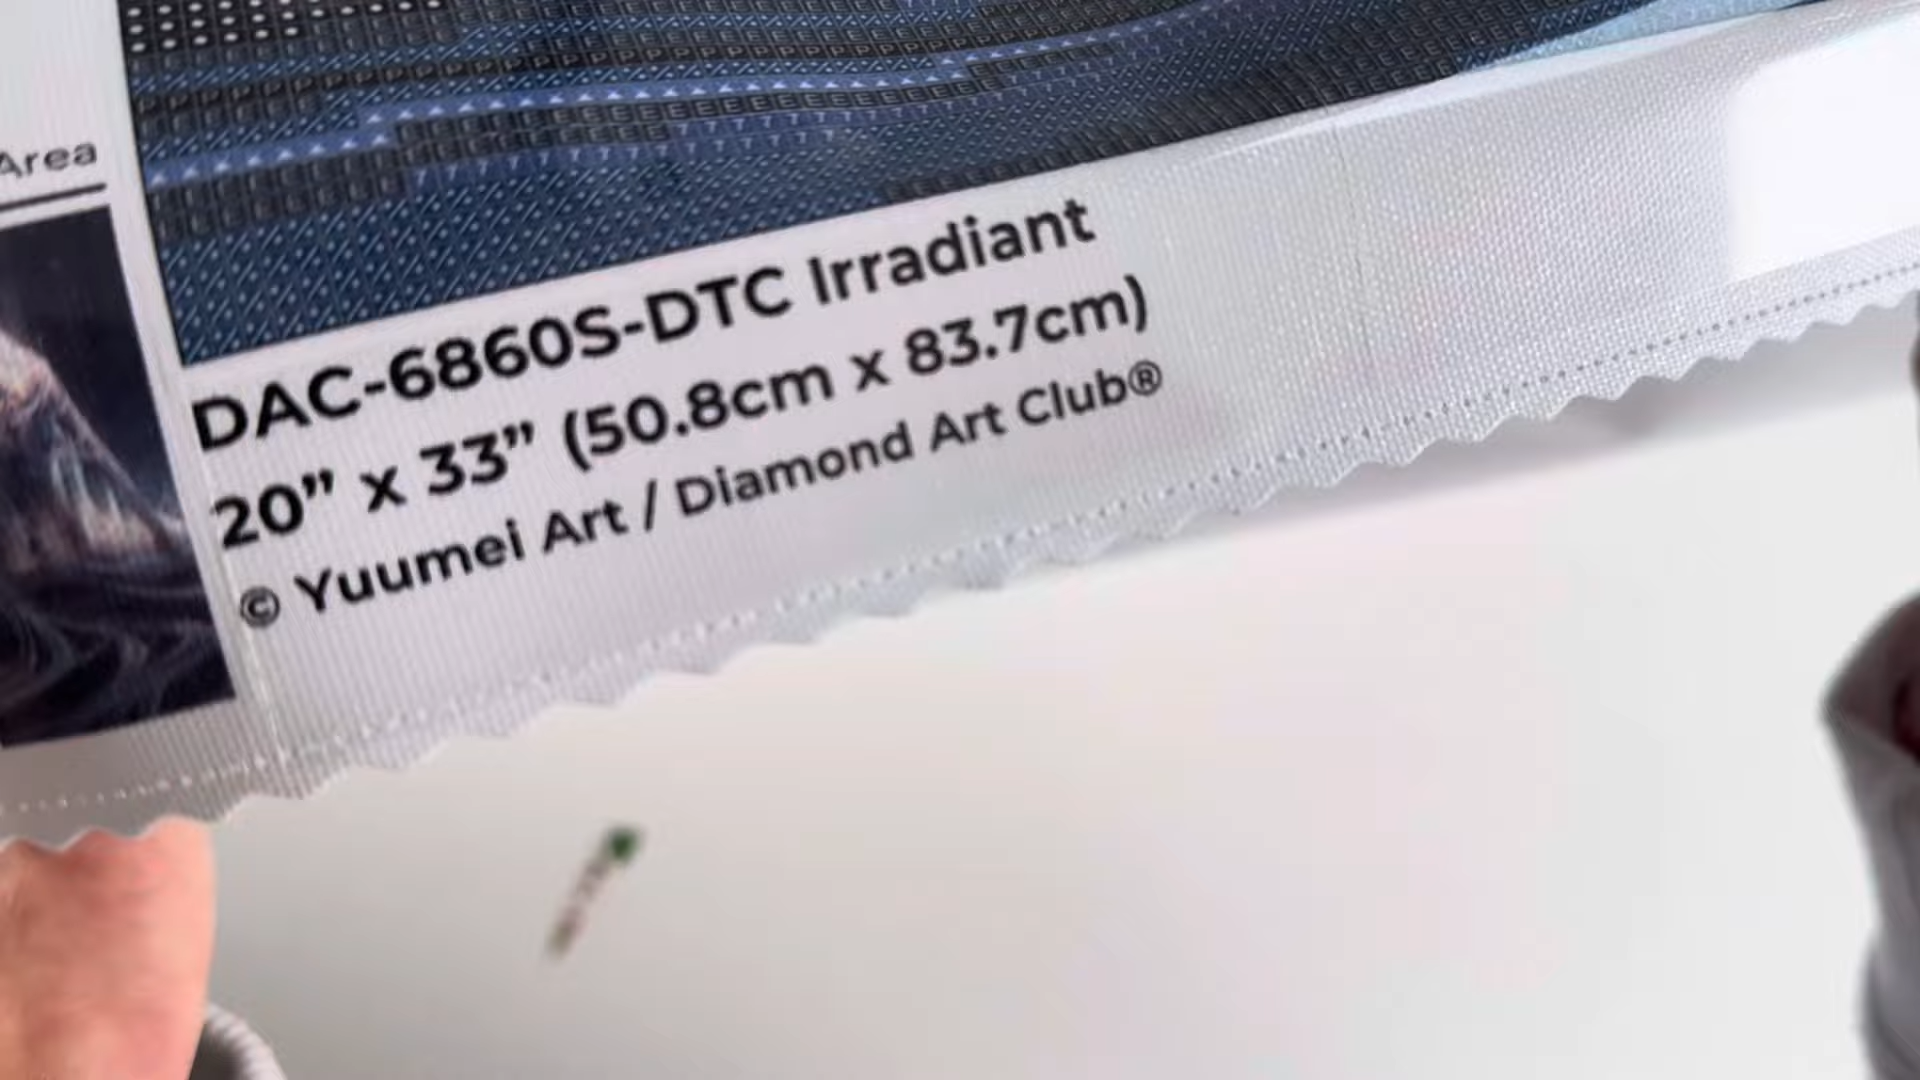 Area
DAC-6860S-DTC Irradiant
20” x 33” (50.8cm x 83.7cm)
© Yuumei Art / Diamond Art Club®